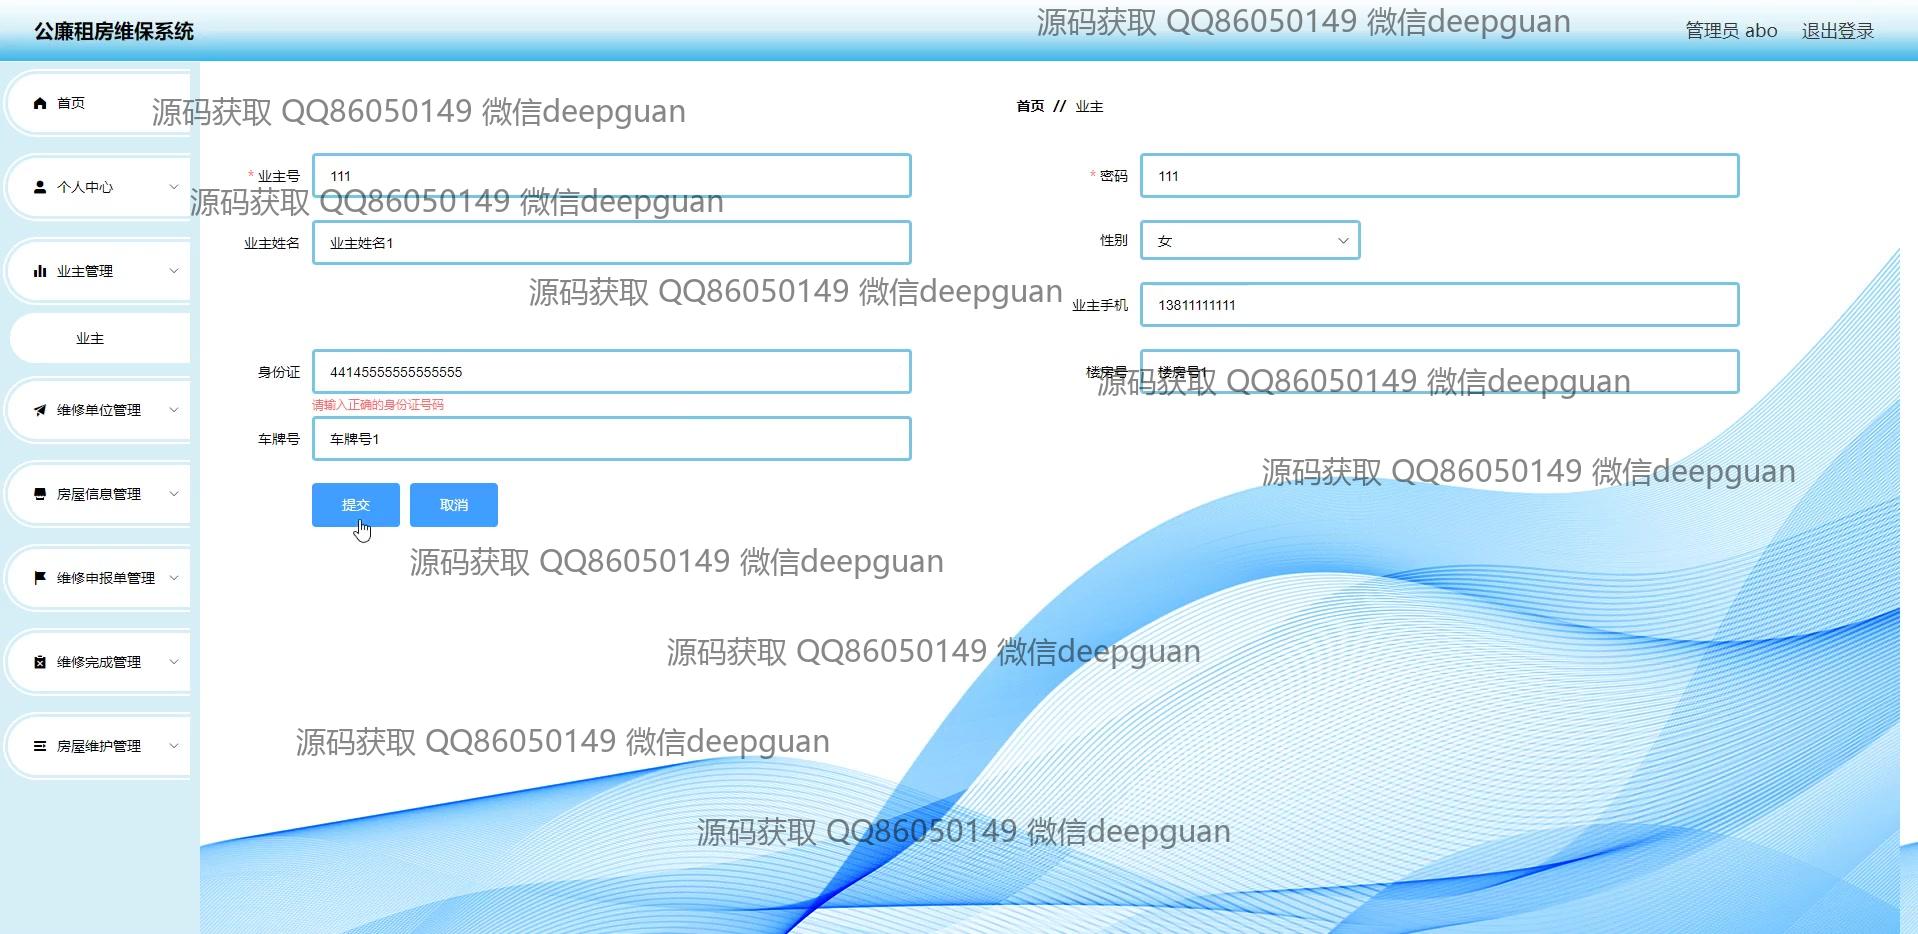 公廉租房维保系统
源码获取 QQ86050149 微信deepguan
管理员 abo 退出登录
首页
源码获取 QQ86050149 微信deepguan
首页 // 业主
* 业主号 111
* 密码 111
个人中心
源码获取 QQ86050149 微信deepguan
业主姓名 业主姓名1
性别 女
业主管理
源码获取 QQ86050149 微信deepguan
业主手机 13811111111
业主
身份证 44145555555555555
楼房号 楼房号1
源码获取 QQ86050149 微信deepguan
请输入正确的身份证号码
维修单位管理
车牌号 车牌号1
源码获取 QQ86050149 微信deepguan
房屋信息管理
提交 取消
源码获取 QQ86050149 微信deepguan
维修申报单管理
源码获取 QQ86050149 微信deepguan
维修完成管理
源码获取 QQ86050149 微信deepguan
房屋维护管理
源码获取 QQ86050149 微信deepguan